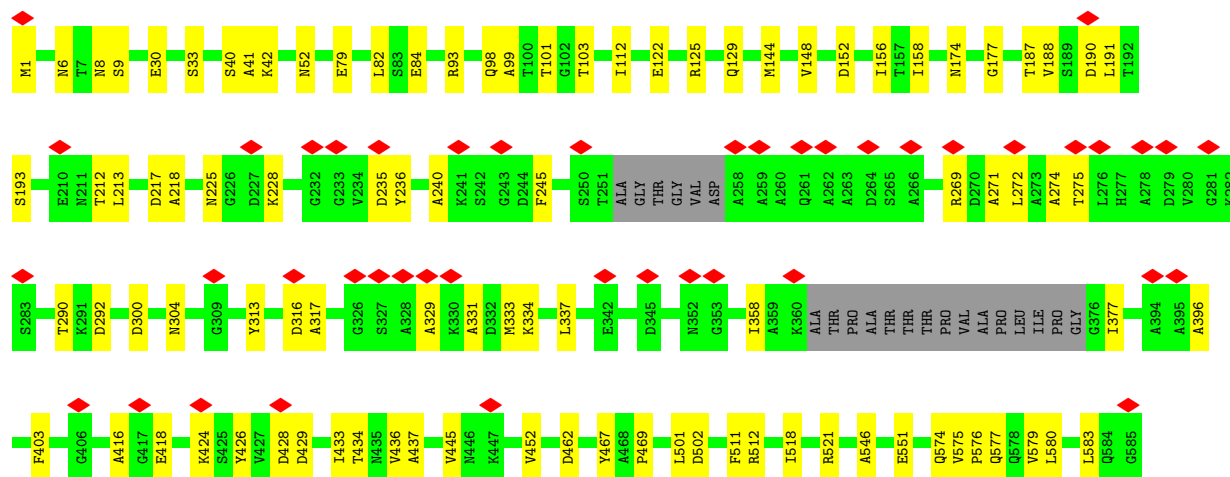 M1 N6 T7 N8 S9 E30 S33 S40 A41 K42 N52 E79 L82 S83 E84 R93 Q98 A99 T100 T101 G102 T103 I112 E122 R125 Q129 M144 V148 D152 I156 T157 I158 N174 G177 T187 V188 S189 D190 L191 T192
S193 E210 N211 T212 L213 D217 A218 N225 G226 D227 K228 G232 G233 V234 D235 Y236 A240 K241 S242 G243 D244 F245 S250 T251 ALA GLY THR GLY VAL ASP A258 A259 A260 Q261 A262 A263 D264 S265 A266 R269 D270 A271 L272 A273 A274 T275 L276 H277 A278 D279 V280 G281
S283 T290 K291 D292 D300 N304 G309 Y313 D316 A317 G326 S327 A328 A329 K330 A331 D332 M333 K334 L337 E342 D345 N352 G353 I358 A359 K360 ALA THR PRO ALA THR THR THR PRO VAL ALA PRO LEU ILE PRO GLY G376 I377 A394 A395 A396
F403 G406 A416 G417 E418 K424 S425 Y426 V427 D428 D429 I433 T434 N435 V436 A437 V445 N446 K447 V452 D462 Y467 A468 P469 L501 D502 F511 R512 I518 R521 A546 E551 Q574 V575 P576 Q577 Q578 V579 L580 L583 Q584 G585